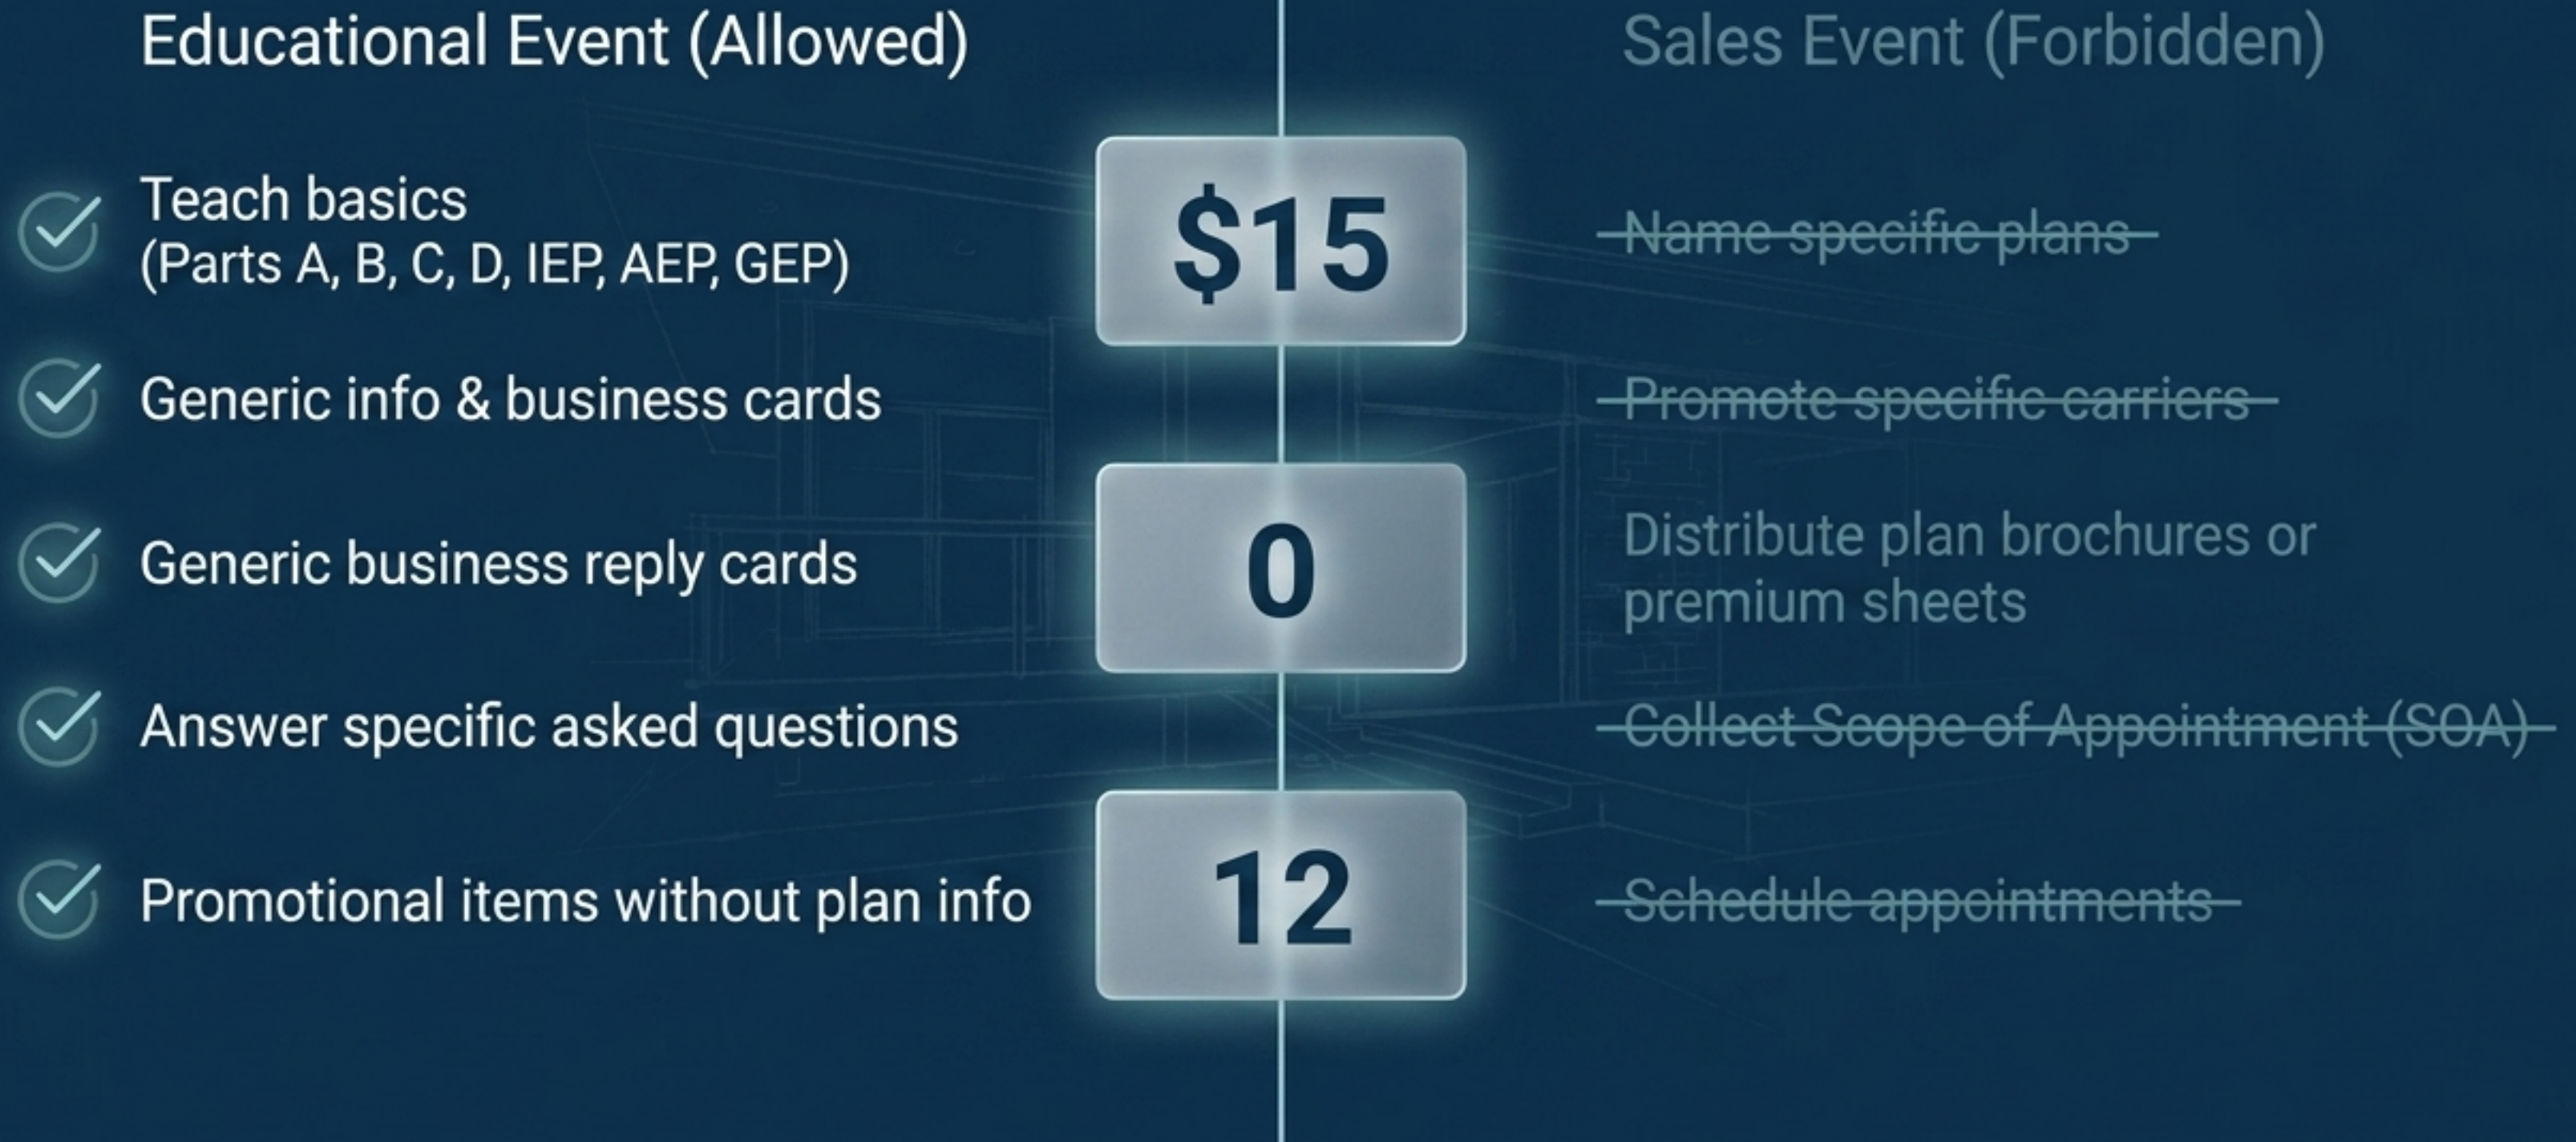 Educational Event (Allowed)
Teach basics
(Parts A, B, C, D, IEP, AEP, GEP)
Generic info & business cards
Generic business reply cards
Answer specific asked questions
Promotional items without plan info
$15
0
12
Sales Event (Forbidden)
Name specific plans
Promote specific carriers
Distribute plan brochures or
premium sheets
Collect Scope of Appointment (SOA)
Schedule appointments